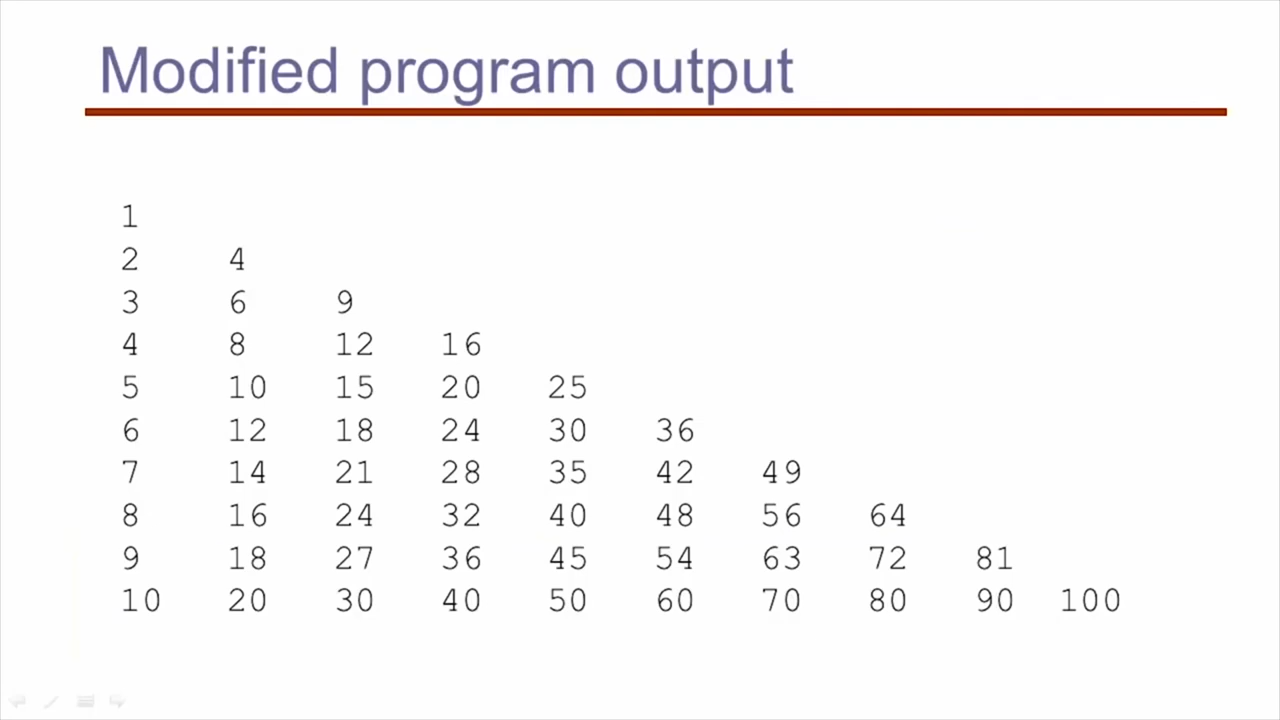 Modified program output
1
2 4
3 6 9
4 8 12 16
5 10 15 20 25
6 12 18 24 30 36
7 14 21 28 35 42 49
8 16 24 32 40 48 56 64
9 18 27 36 45 54 63 72 81
10 20 30 40 50 60 70 80 90 100